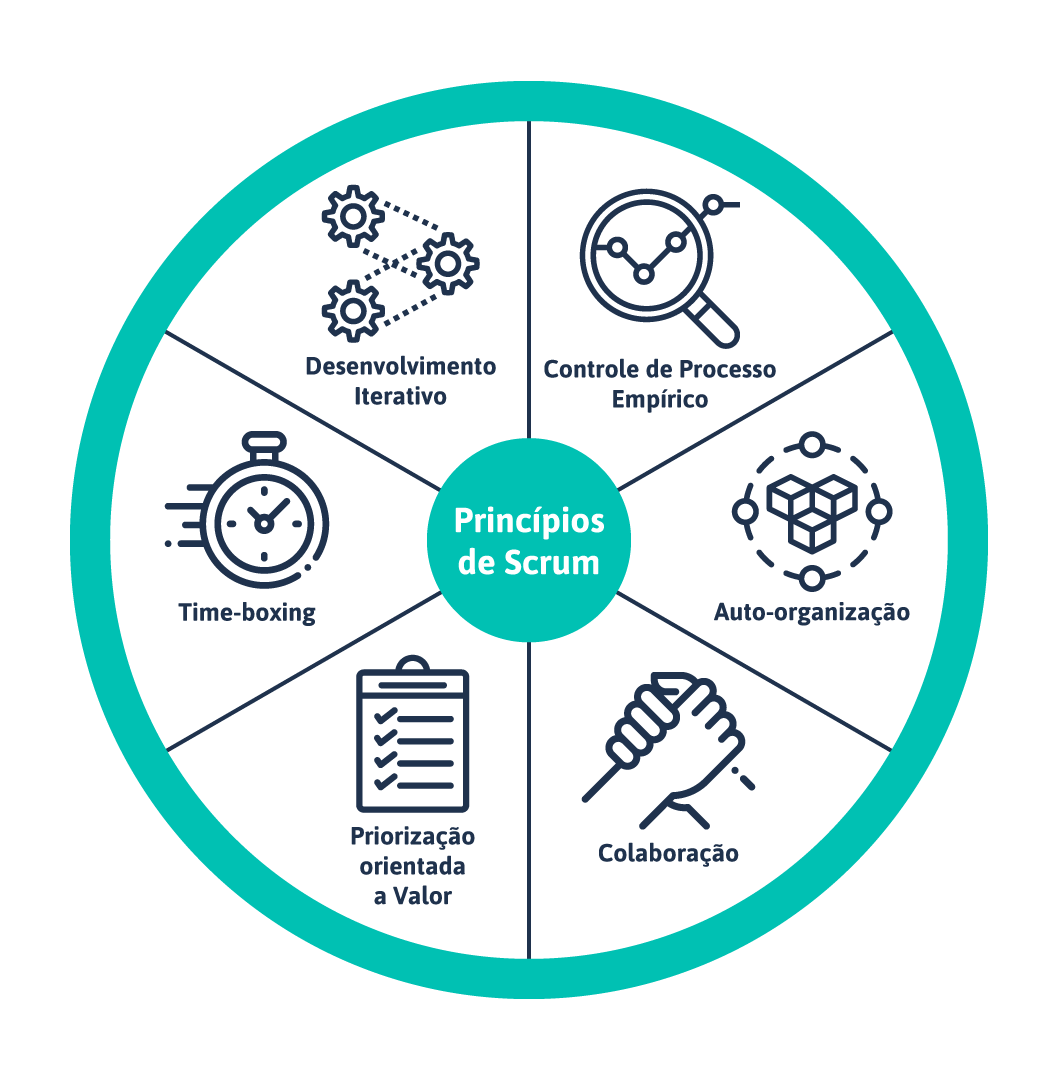 Princípios
de Scrum
Controle de Processo
Empírico
Auto-organização
Colaboração
Priorização
orientada
a Valor
Time-boxing
Desenvolvimento
Iterativo